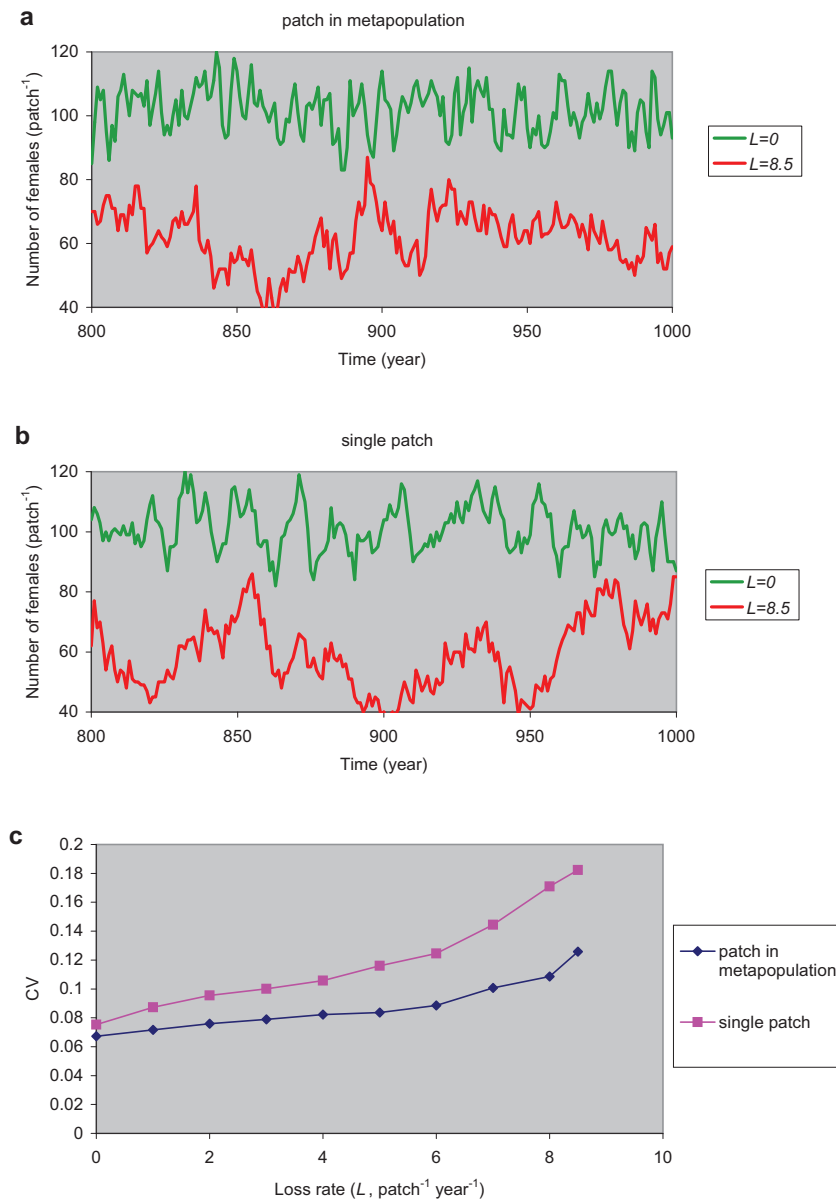 a
patch in metapopulation
Number of females (patch⁻¹)
120
100
80
60
40
800
850
900
950
1000
Time (year)
L=0
L=8.5
b
single patch
Number of females (patch⁻¹)
120
100
80
60
40
800
850
900
950
1000
Time (year)
L=0
L=8.5
c
CV
0.2
0.18
0.16
0.14
0.12
0.1
0.08
0.06
0.04
0.02
0
0
2
4
6
8
10
Loss rate (L, patch⁻¹ year⁻¹)
patch in
metapopulation
single patch